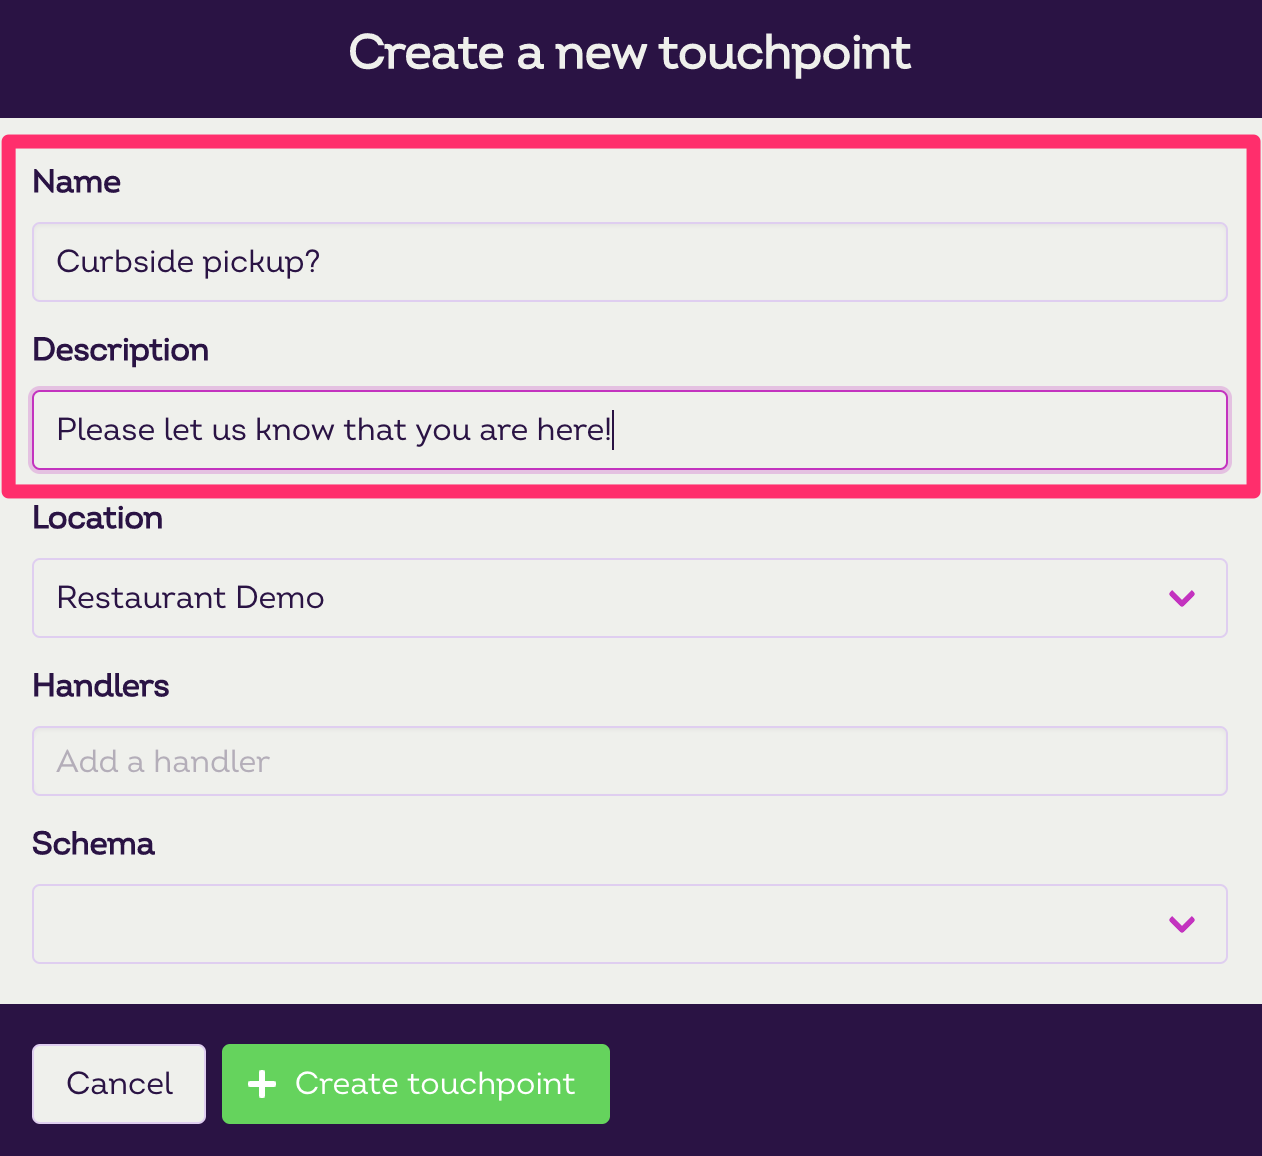 Create a new touchpoint
Name
Curbside pickup?
Description
Please let us know that you are here!
Location
Restaurant Demo
Handlers
Add a handler
Schema
Cancel
Create touchpoint